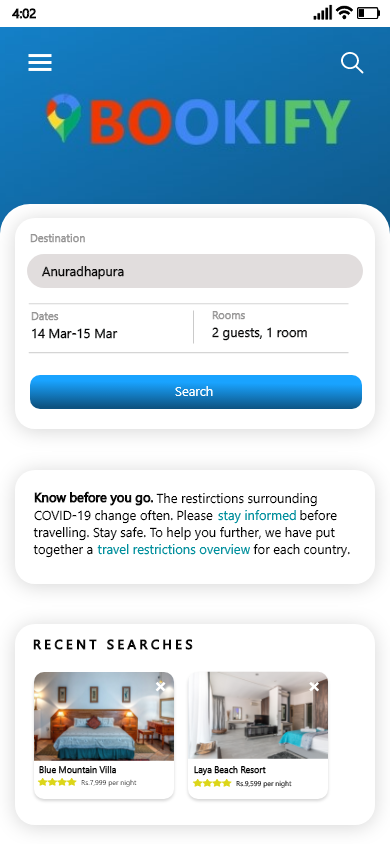 4:02
BOOKIFY
Destination
Anuradhapura
Dates
Rooms
14 Mar-15 Mar
2 guests, 1 room
Search
Know before you go. The restirctions surrounding
COVID-19 change often. Please stay informed before
travelling. Stay safe. To help you further, we have put
together a travel restrictions overview for each country.
RECENT SEARCHES
Blue Mountain Villa
Rs.7,999 per night
Laya Beach Resort
Rs.9,599 per night